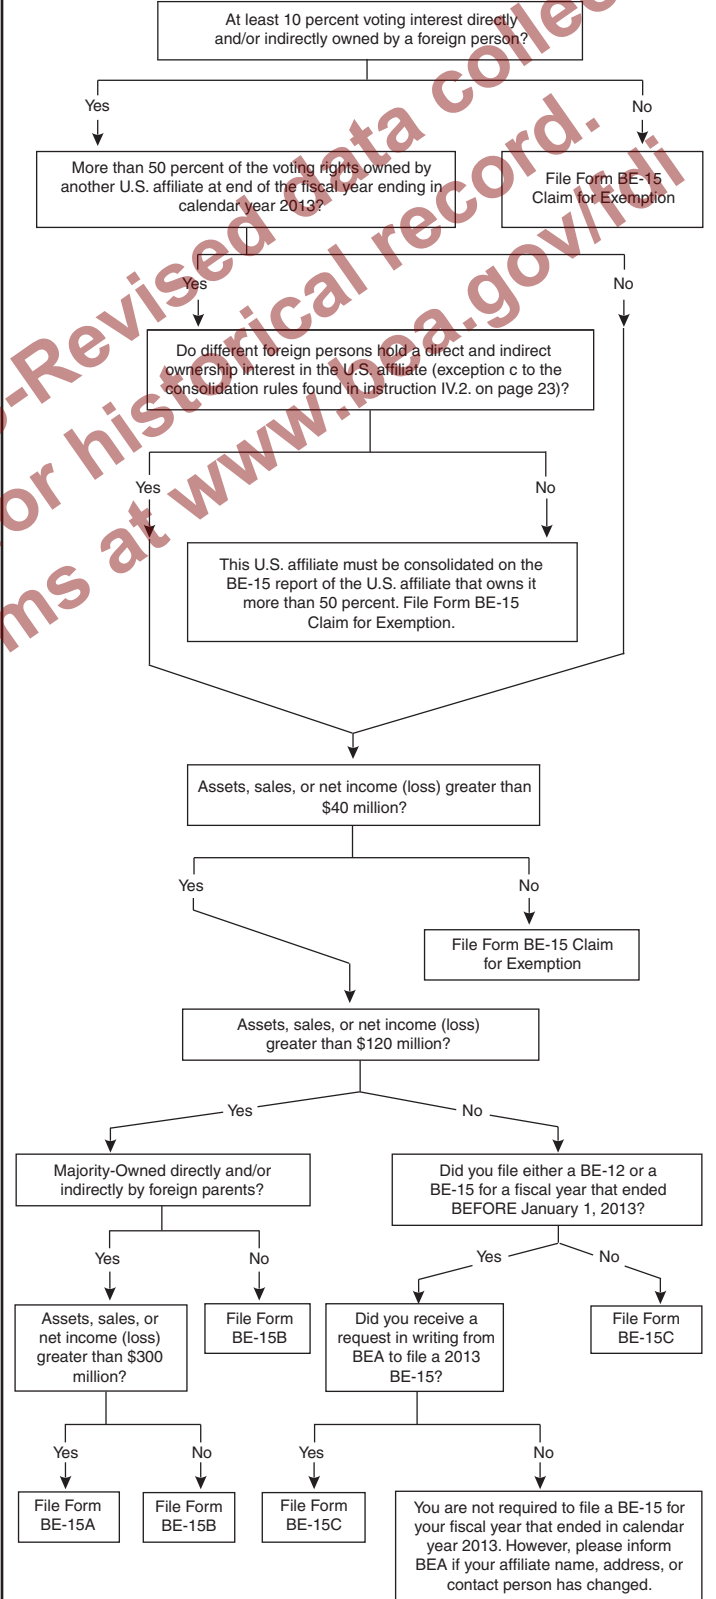 At least 10 percent voting interest directly
and/or indirectly owned by a foreign person?
Yes
No
More than 50 percent of the voting rights owned by
another U.S. affiliate at end of the fiscal year ending in
calendar year 2013?
File Form BE-15
Claim for Exemption
Yes
No
Do different foreign persons hold a direct and indirect
ownership interest in the U.S. affiliate (exception c to the
consolidation rules found in instruction IV.2. on page 23)?
Yes
No
This U.S. affiliate must be consolidated on the
BE-15 report of the U.S. affiliate that owns it
more than 50 percent. File Form BE-15
Claim for Exemption.
Assets, sales, or net income (loss) greater than
$40 million?
Yes
No
File Form BE-15 Claim
for Exemption
Assets, sales, or net income (loss)
greater than $120 million?
Yes
No
Majority-Owned directly and/or
indirectly by foreign parents?
Did you file either a BE-12 or a
BE-15 for a fiscal year that ended
BEFORE January 1, 2013?
Yes
No
Yes
No
Assets, sales, or
net income (loss)
greater than $300
million?
File Form
BE-15B
Did you receive a
request in writing from
BEA to file a 2013
BE-15?
File Form
BE-15C
Yes
No
Yes
No
File Form
BE-15A
File Form
BE-15B
File Form
BE-15C
You are not required to file a BE-15 for
your fiscal year that ended in calendar
year 2013. However, please inform
BEA if your affiliate name, address, or
contact person has changed.
-Revised data collec
or historical record.
ms at www.bea.gov/fdi